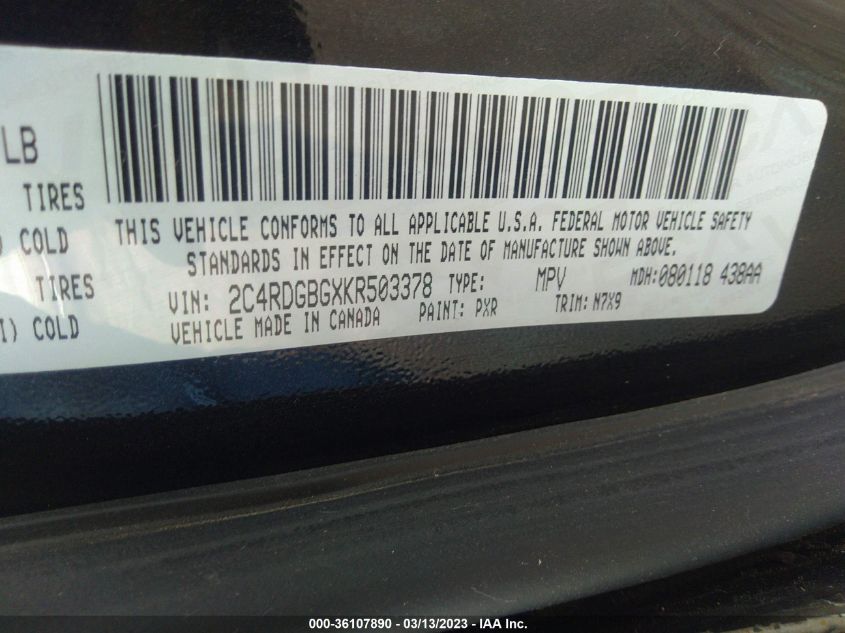 LB
TIRES
) COLD
TIRES
I) COLD
THIS VEHICLE CONFORMS TO ALL APPLICABLE U.S.A. FEDERAL MOTOR VEHICLE SAFETY
STANDARDS IN EFFECT ON THE DATE OF MANUFACTURE SHOWN ABOVE.
VIN: 2C4RDGBGXKR503378 TYPE: MPV MDH:080118 438AA
VEHICLE MADE IN CANADA PAINT: PXR TRIM: N7X9
000-36107890 - 03/13/2023 - IAA Inc.